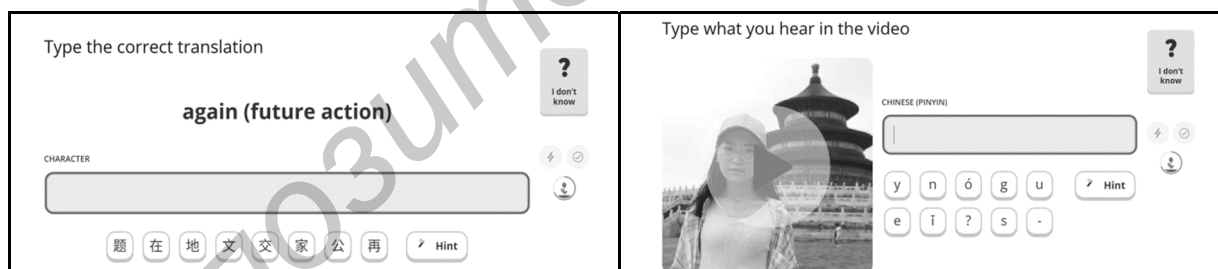 Type the correct translation
?
I don't know
again (future action)
CHARACTER
题 在 地 文 交 家 公 再 Hint
Type what you hear in the video
?
I don't know
CHINESE (PINYIN)
y n ó g u Hint
e ǐ ? s -